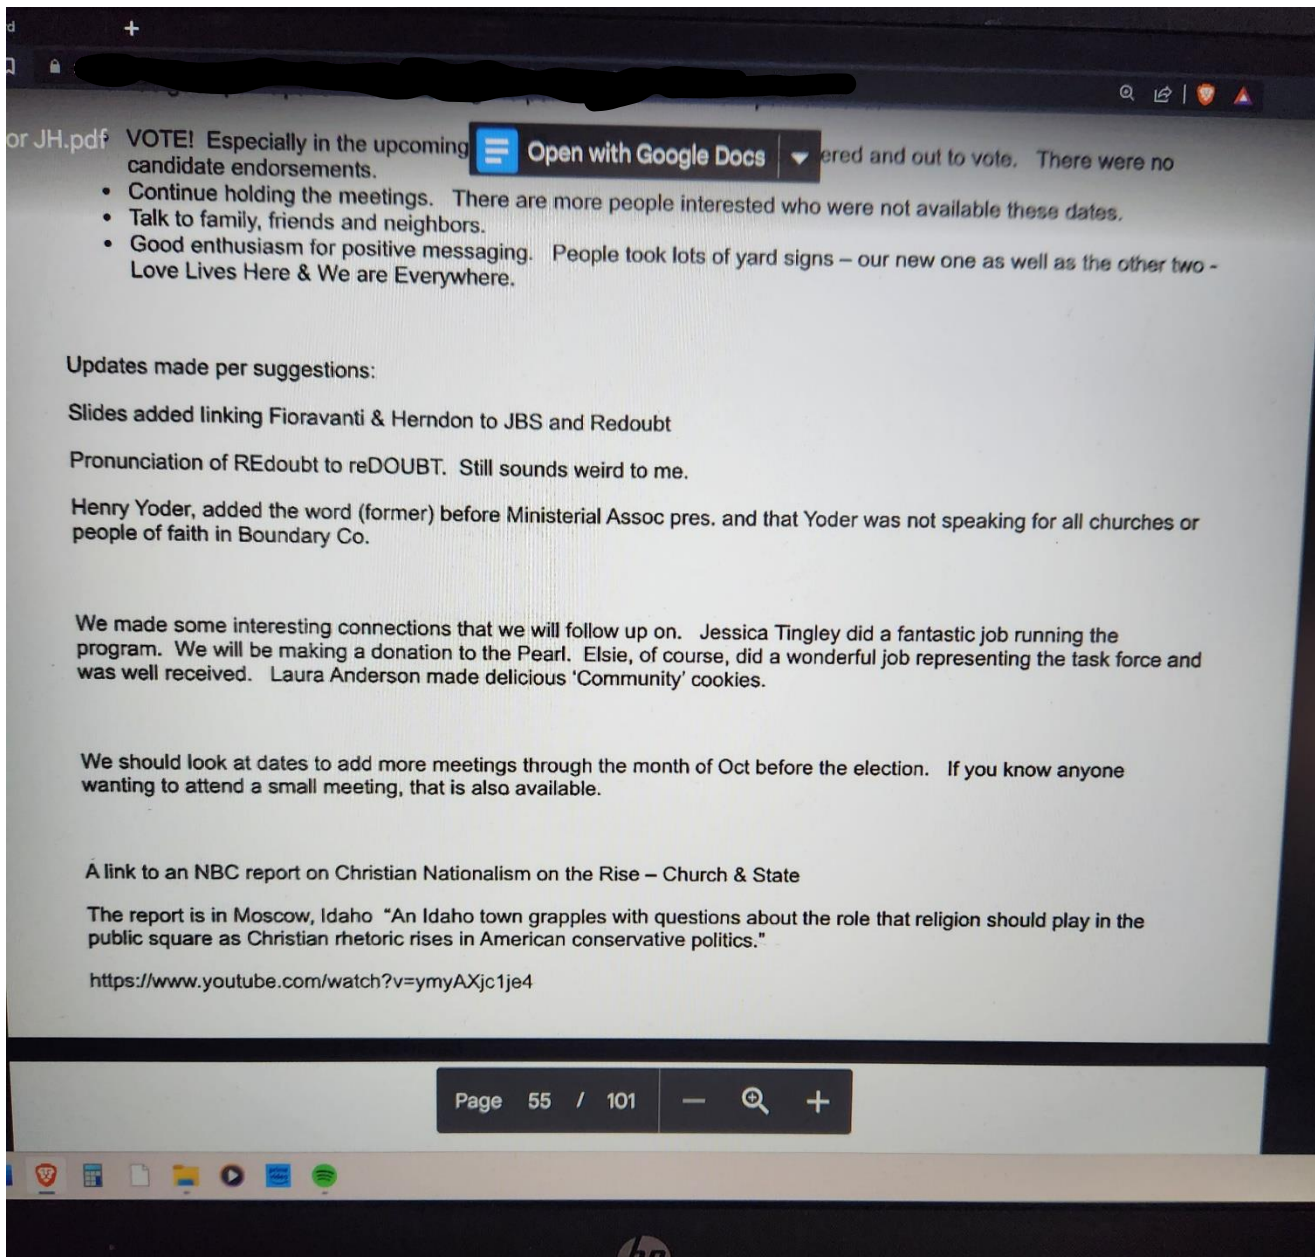 d +
or JH.pdf VOTE! Especially in the upcoming Open with Google Docs ered and out to vote. There were no
candidate endorsements.
• Continue holding the meetings. There are more people interested who were not available these dates.
• Talk to family, friends and neighbors.
• Good enthusiasm for positive messaging. People took lots of yard signs – our new one as well as the other two -
Love Lives Here & We are Everywhere.
Updates made per suggestions:
Slides added linking Fioravanti & Herndon to JBS and Redoubt
Pronunciation of REdoubt to reDOUBT. Still sounds weird to me.
Henry Yoder, added the word (former) before Ministerial Assoc pres. and that Yoder was not speaking for all churches or
people of faith in Boundary Co.
We made some interesting connections that we will follow up on. Jessica Tingley did a fantastic job running the
program. We will be making a donation to the Pearl. Elsie, of course, did a wonderful job representing the task force and
was well received. Laura Anderson made delicious 'Community' cookies.
We should look at dates to add more meetings through the month of Oct before the election. If you know anyone
wanting to attend a small meeting, that is also available.
A link to an NBC report on Christian Nationalism on the Rise – Church & State
The report is in Moscow, Idaho "An Idaho town grapples with questions about the role that religion should play in the
public square as Christian rhetoric rises in American conservative politics."
https://www.youtube.com/watch?v=ymyAXjc1je4
Page 55 / 101 − +
prime video
hp